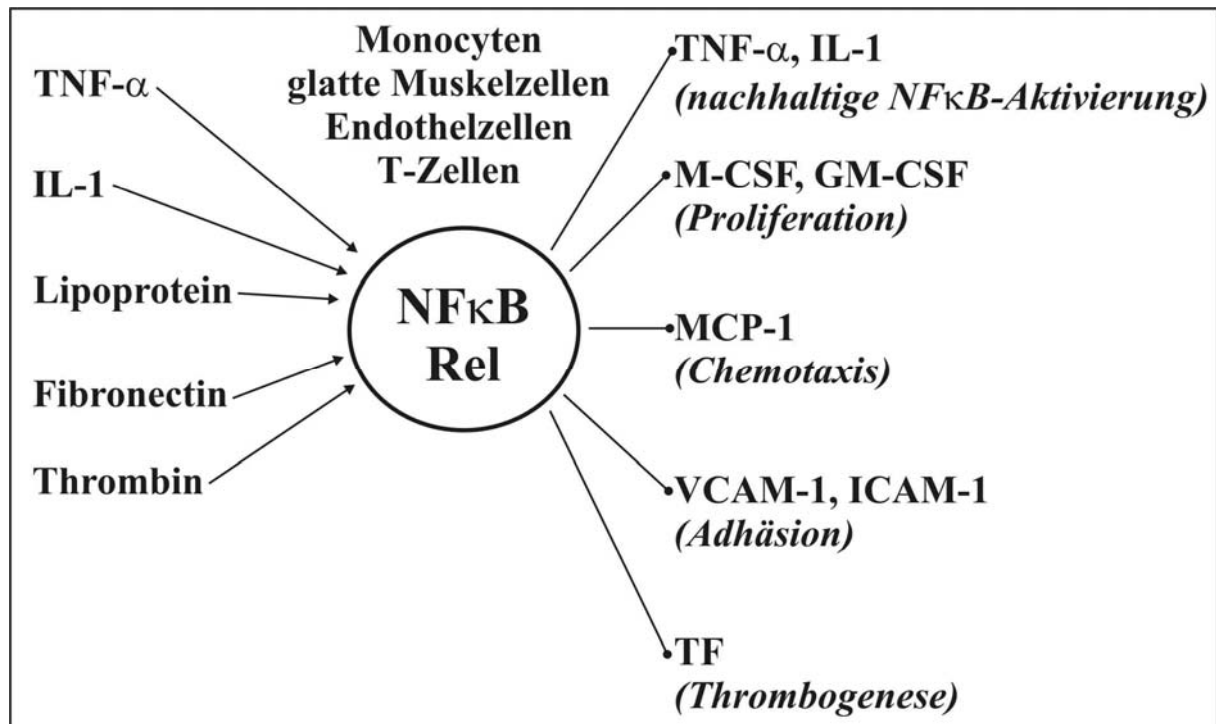 Monocyten
glatte Muskelzellen
Endothelzellen
T-Zellen
TNF-α
IL-1
Lipoprotein
Fibronectin
Thrombin
NFκB
Rel
TNF-α, IL-1
(nachhaltige NFκB-Aktivierung)
M-CSF, GM-CSF
(Proliferation)
MCP-1
(Chemotaxis)
VCAM-1, ICAM-1
(Adhäsion)
TF
(Thrombogenese)